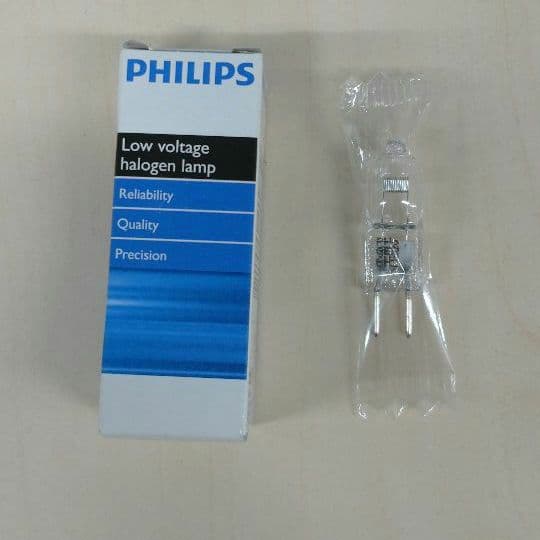 PHILIPS
Low voltage
halogen lamp
Reliability
Quality
Precision